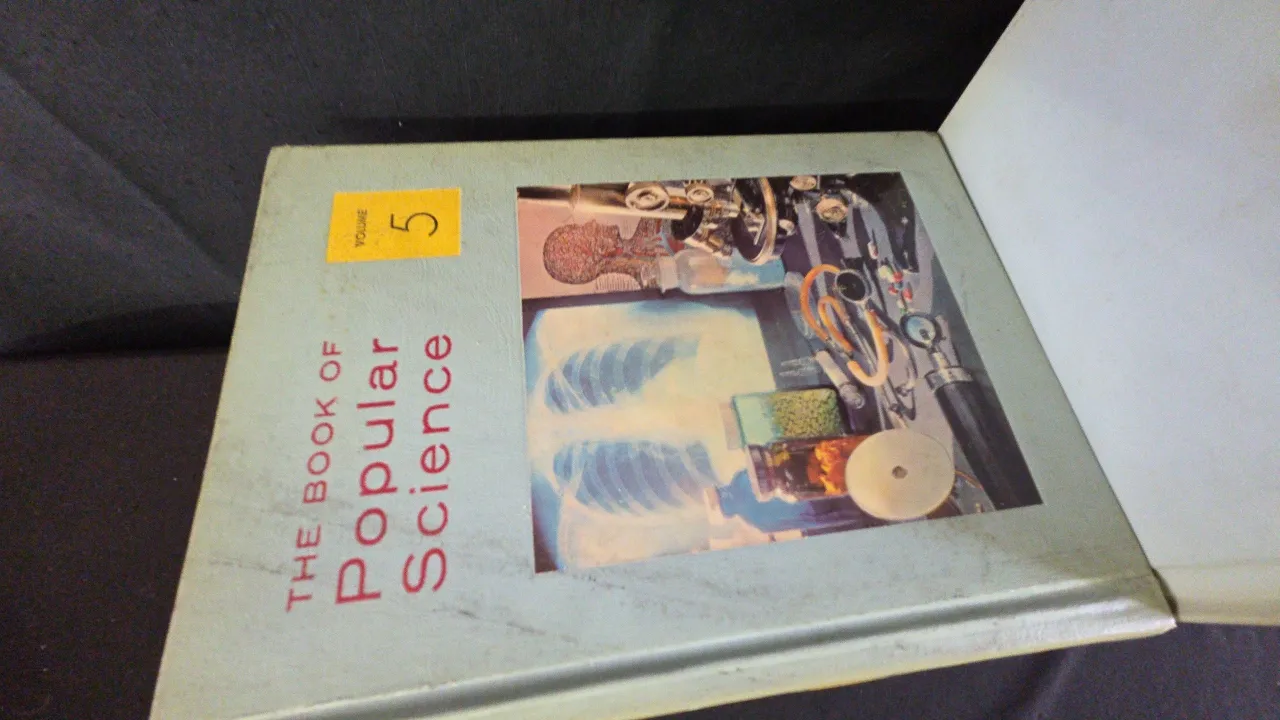 VOLUME
5
THE BOOK OF
Popular
Science